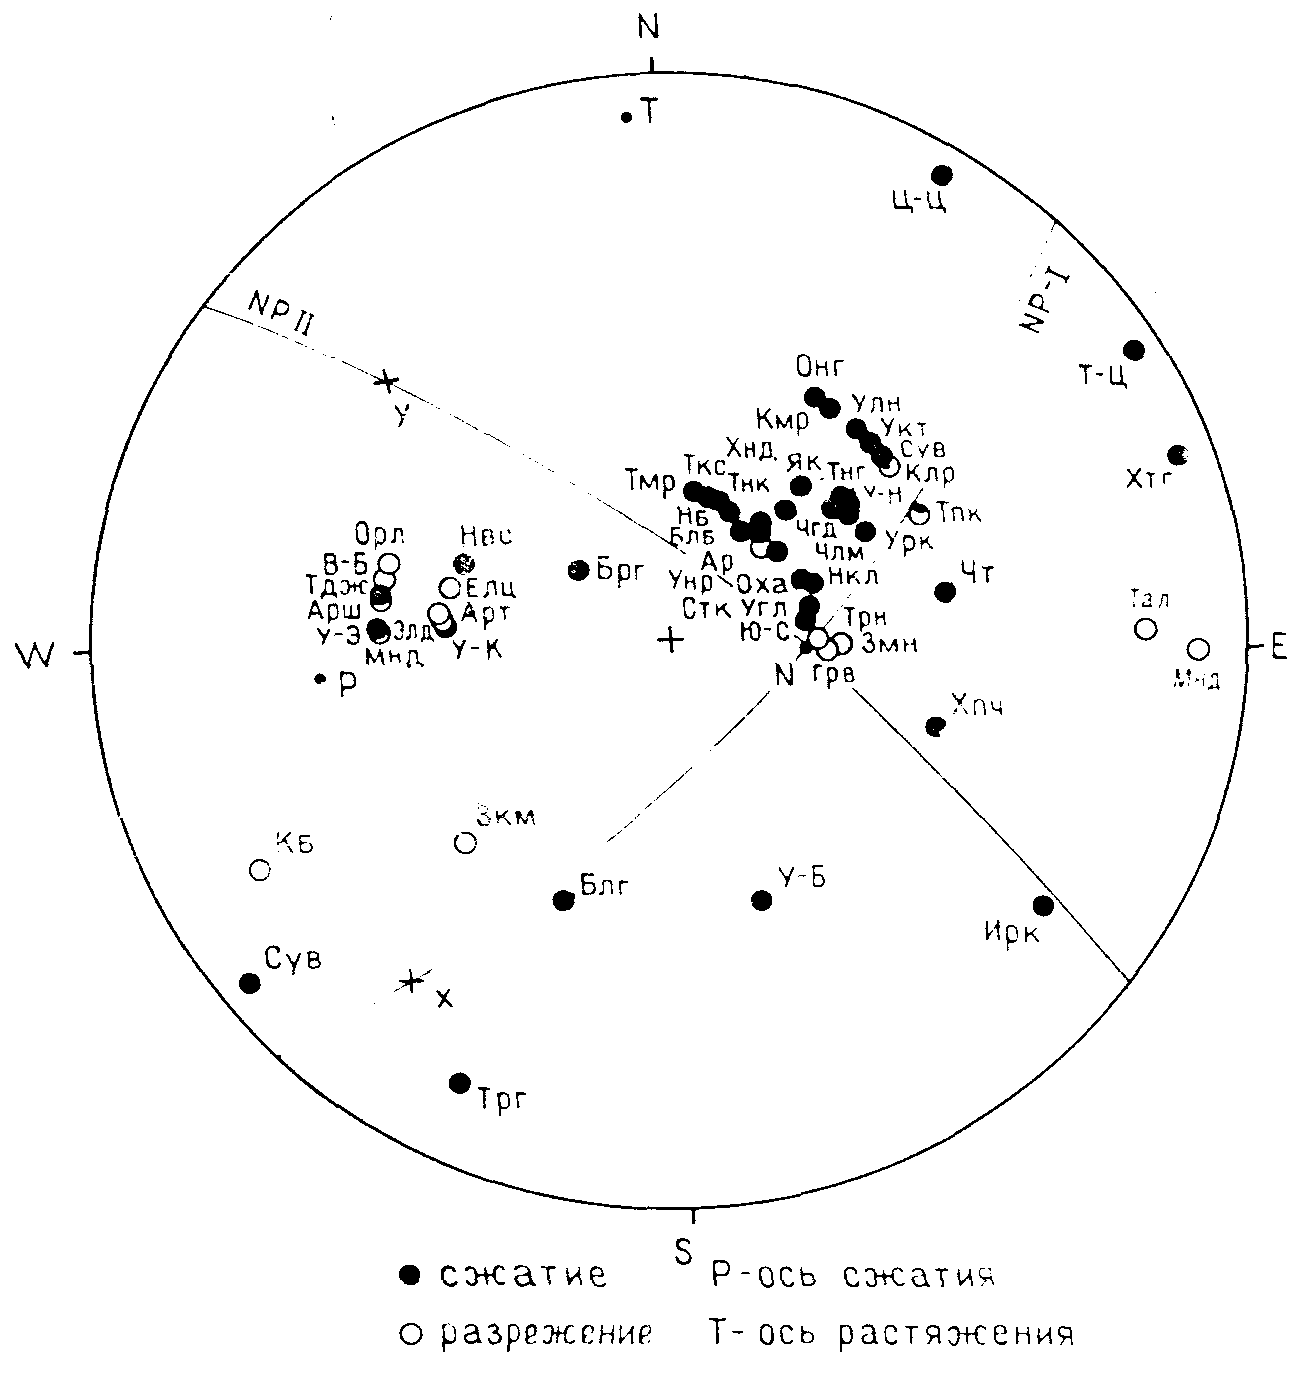 N
T
Ц-Ц
NP-I
NP II
Т-Ц
У
Онг
Кмр
Улн
Укт
Сув
Хнд
Як
Тнг
Клр
Хтг
Ткс
Тмр
Тнк
У-Н
Тпк
НБ
Чгд
Урк
Блб
Члм
Орл
Нвс
Ар
В-Б
Брг
Унр
Оха
Нкл
Чт
Тдж
Елц
Арш
Арт
Стк
Угл
Трн
Тал
У-Э
Злд
Ю-С
Змн
W
Мнд
У-К
E
P
N
Грв
Мнд
Хпч
Зкм
Кб
Блг
У-Б
Ирк
Сув
X
Трг
S
сжатие P-ось сжатия
разрежение T-ось растяжения